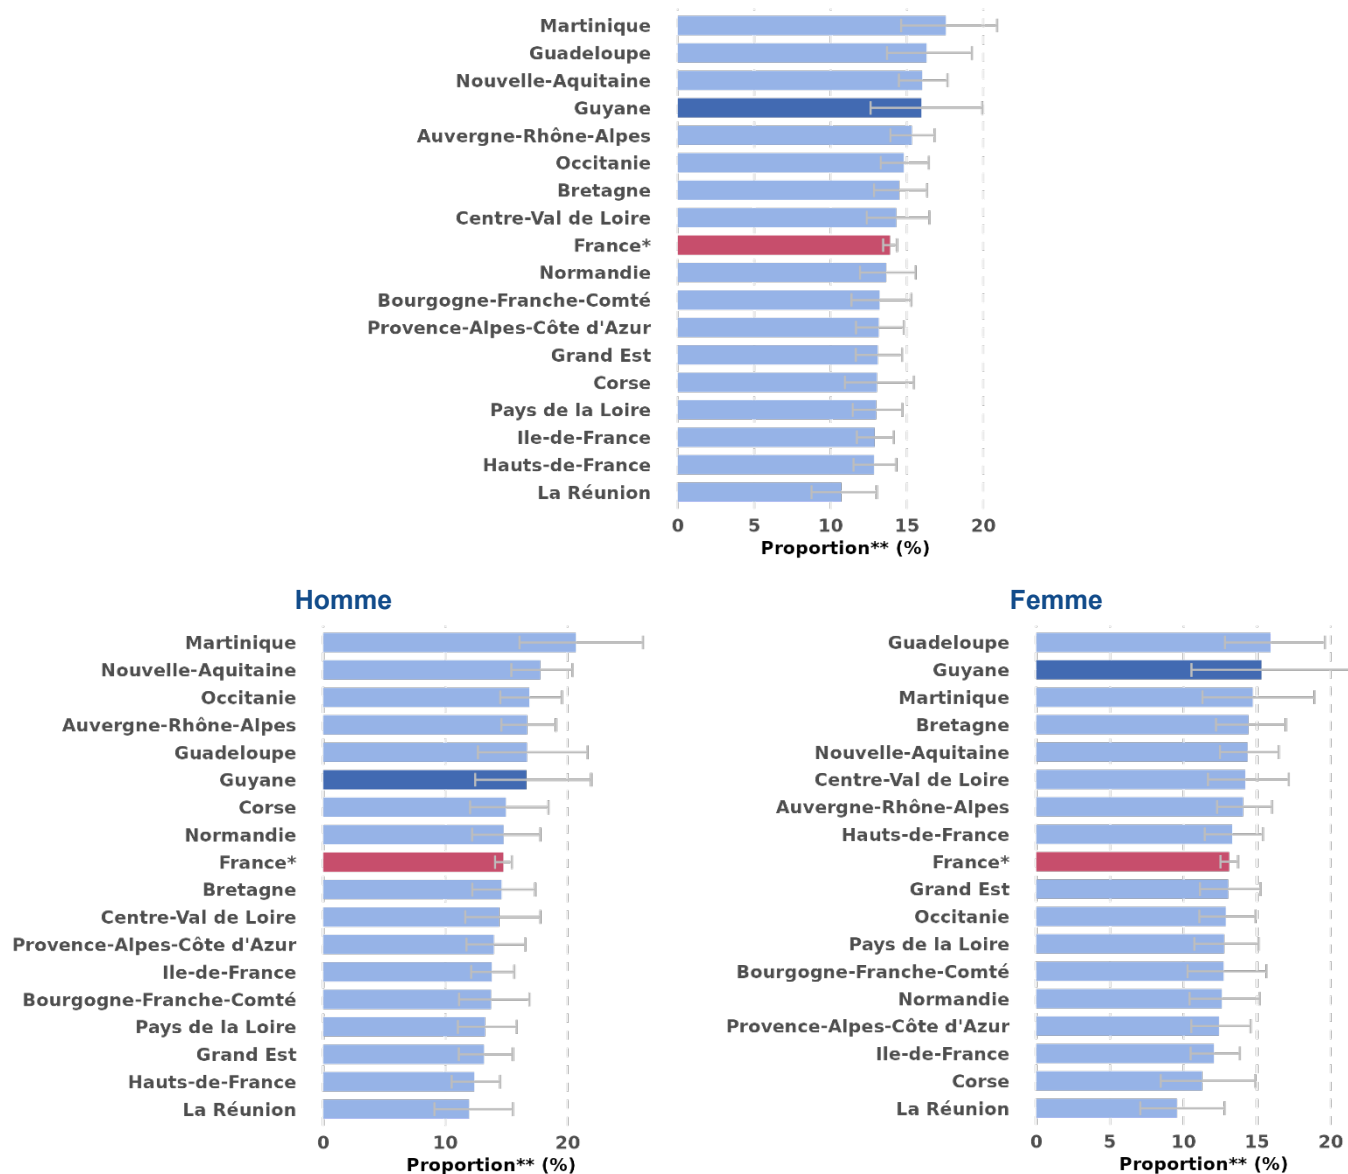 Martinique
Guadeloupe
Nouvelle-Aquitaine
Guyane
Auvergne-Rhône-Alpes
Occitanie
Bretagne
Centre-Val de Loire
France*
Normandie
Bourgogne-Franche-Comté
Provence-Alpes-Côte d'Azur
Grand Est
Corse
Pays de la Loire
Ile-de-France
Hauts-de-France
La Réunion
0 5 10 15 20
Proportion** (%)
Homme
Martinique
Nouvelle-Aquitaine
Occitanie
Auvergne-Rhône-Alpes
Guadeloupe
Guyane
Corse
Normandie
France*
Bretagne
Centre-Val de Loire
Provence-Alpes-Côte d'Azur
Ile-de-France
Bourgogne-Franche-Comté
Pays de la Loire
Grand Est
Hauts-de-France
La Réunion
0 10 20
Proportion** (%)
Femme
Guadeloupe
Guyane
Martinique
Bretagne
Nouvelle-Aquitaine
Centre-Val de Loire
Auvergne-Rhône-Alpes
Hauts-de-France
France*
Grand Est
Occitanie
Pays de la Loire
Bourgogne-Franche-Comté
Normandie
Provence-Alpes-Côte d'Azur
Ile-de-France
Corse
La Réunion
0 5 10 15 20
Proportion** (%)